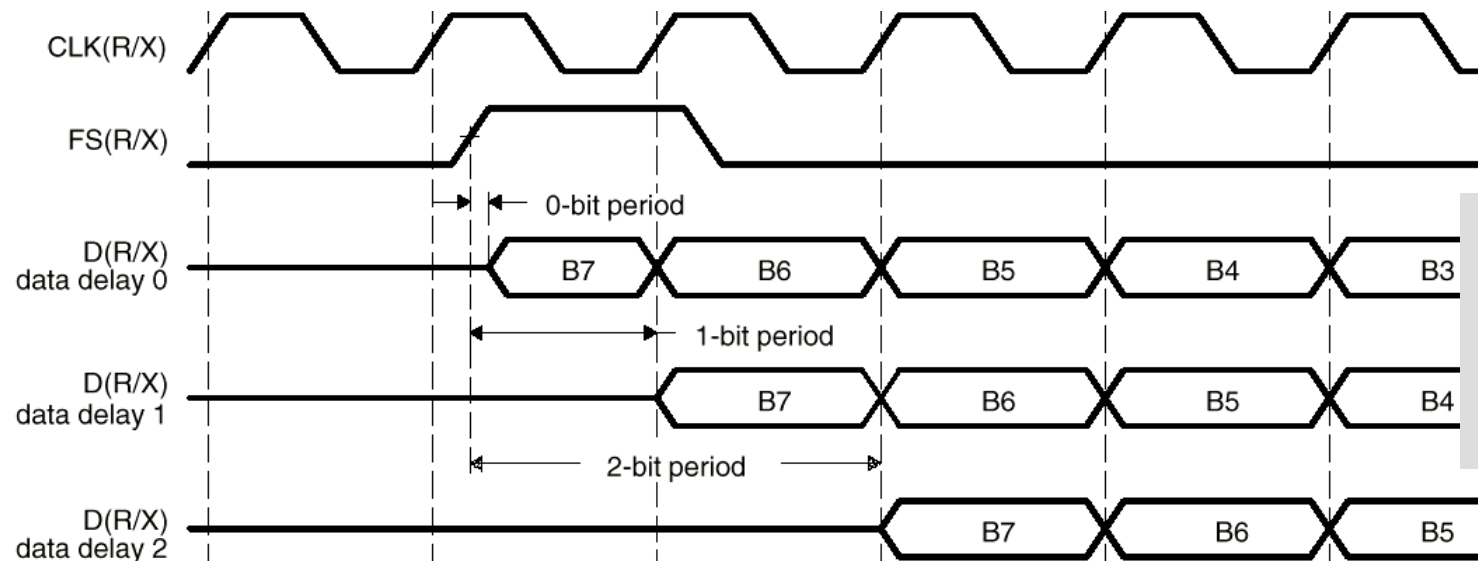 CLK(R/X)
FS(R/X)
0-bit period
D(R/X)
data delay 0
B7 B6 B5 B4 B3
1-bit period
D(R/X)
data delay 1
B7 B6 B5 B4
2-bit period
D(R/X)
data delay 2
B7 B6 B5